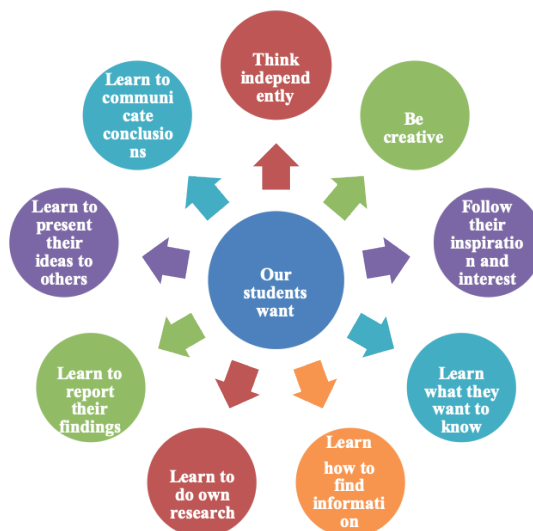 Think
independ
ently
Be
creative
Follow
their
inspiratio
n and
interest
Learn
what they
want to
know
Learn
how to
find
informati
on
Learn to
do own
research
Learn to
report
their
findings
Learn to
present
their
ideas to
others
Learn to
communi
cate
conclusio
ns
Our
students
want